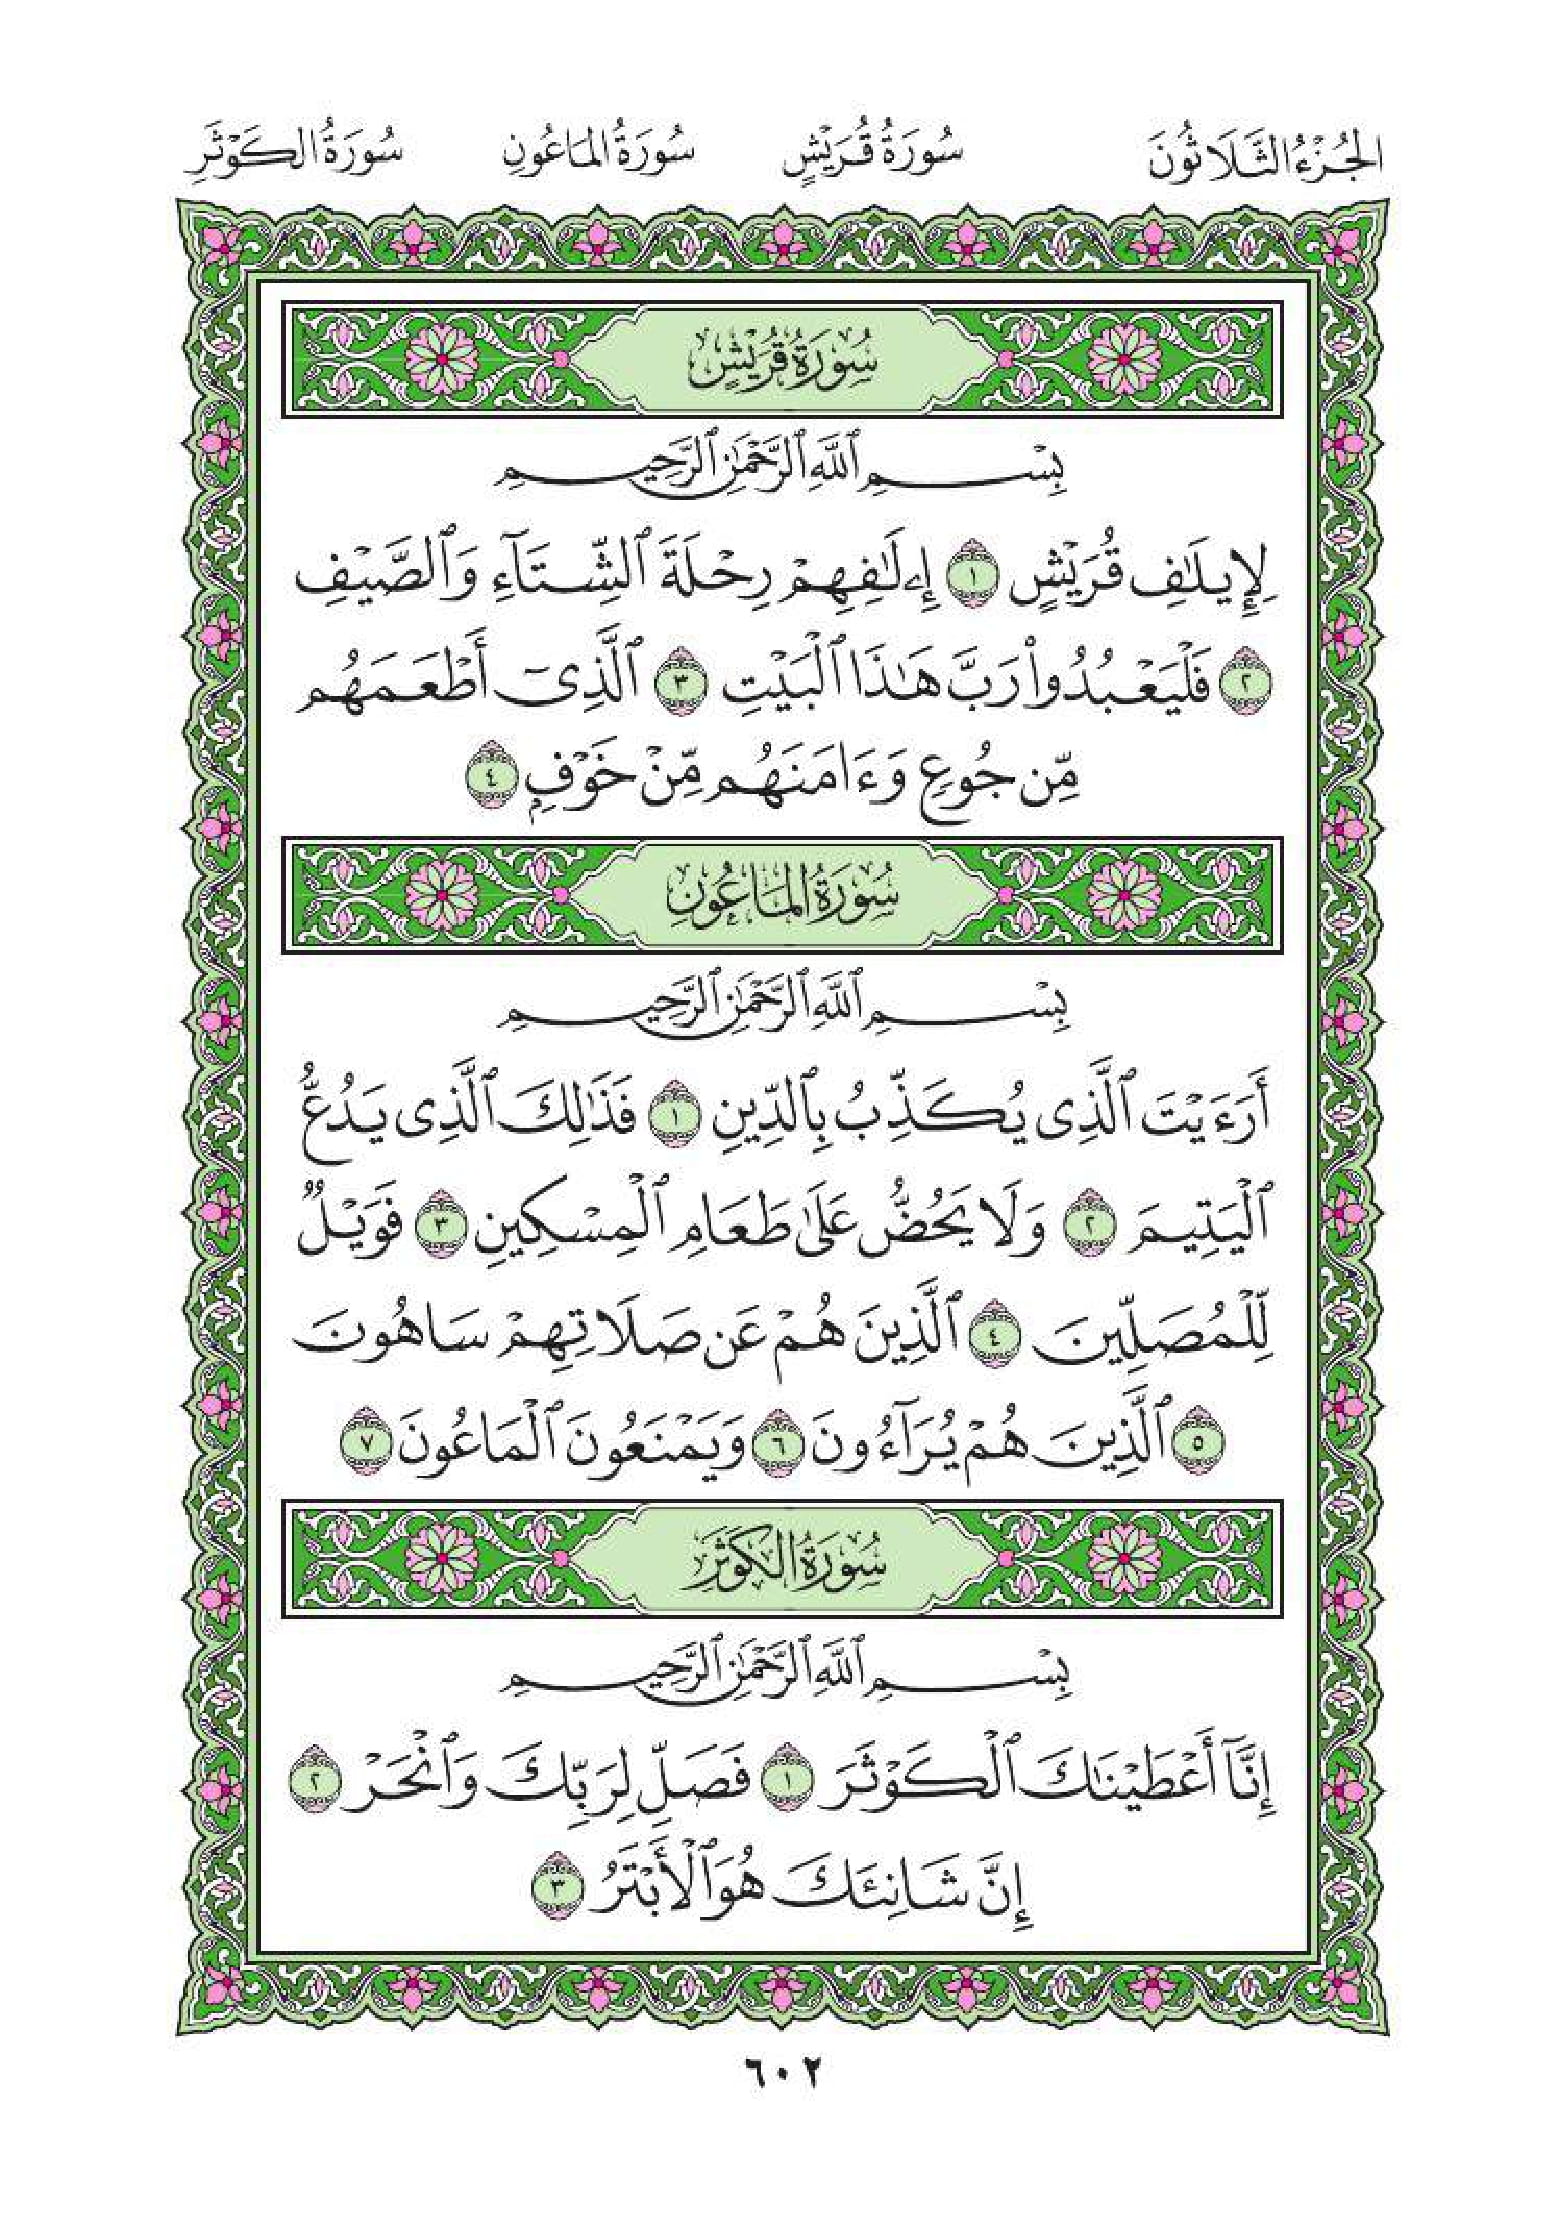 الجُزْءُ الثَّلَاثُونَ سُورَةُ قُرَيْشٍ سُورَةُ المَاعُونِ سُورَةُ الكَوْثَرِ
سُورَةُ قُرَيْشٍ
بِسْمِ ٱللَّهِ ٱلرَّحْمَٰنِ ٱلرَّحِيمِ
لِإِيلَٰفِ قُرَيْشٍ ١ إِۦلَٰفِهِمْ رِحْلَةَ ٱلشِّتَآءِ وَٱلصَّيْفِ
٢ فَلْيَعْبُدُوا۟ رَبَّ هَٰذَا ٱلْبَيْتِ ٣ ٱلَّذِىٓ أَطْعَمَهُم
مِّن جُوعٍ وَءَامَنَهُم مِّنْ خَوْفٍۭ ٤
سُورَةُ المَاعُونِ
بِسْمِ ٱللَّهِ ٱلرَّحْمَٰنِ ٱلرَّحِيمِ
أَرَءَيْتَ ٱلَّذِى يُكَذِّبُ بِٱلدِّينِ ١ فَذَٰلِكَ ٱلَّذِى يَدُعُّ
ٱلْيَتِيمَ ٢ وَلَا يَحُضُّ عَلَىٰ طَعَامِ ٱلْمِسْكِينِ ٣ فَوَيْلٌ
لِّلْمُصَلِّينَ ٤ ٱلَّذِينَ هُمْ عَن صَلَاتِهِمْ سَاهُونَ
٥ ٱلَّذِينَ هُمْ يُرَآءُونَ ٦ وَيَمْنَعُونَ ٱلْمَاعُونَ ٧
سُورَةُ الكَوْثَرِ
بِسْمِ ٱللَّهِ ٱلرَّحْمَٰنِ ٱلرَّحِيمِ
إِنَّآ أَعْطَيْنَٰكَ ٱلْكَوْثَرَ ١ فَصَلِّ لِرَبِّكَ وَٱنْحَرْ ٢
إِنَّ شَانِئَكَ هُوَ ٱلْأَبْتَرُ ٣
٦٠٢